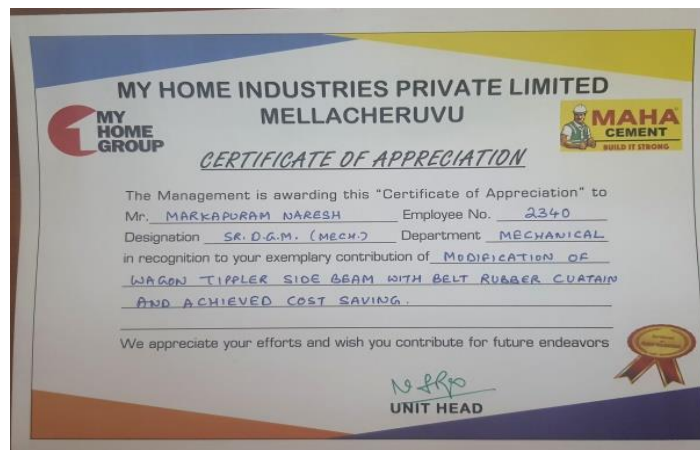 MY HOME INDUSTRIES PRIVATE LIMITED
MELLACHERUVU
MY
HOME
GROUP
MAHA
CEMENT
BUILD IT STRONG
CERTIFICATE OF APPRECIATION
The Management is awarding this "Certificate of Appreciation" to
Mr. MARKAPURAM NARESH Employee No. 2340
Designation SR. D.G.M. (MECH.) Department MECHANICAL
in recognition to your exemplary contribution of MODIFICATION OF
WAGON TIPPLER SIDE BEAM WITH BELT RUBBER CURTAIN
AND ACHIEVED COST SAVING.
We appreciate your efforts and wish you contribute for future endeavors
UNIT HEAD